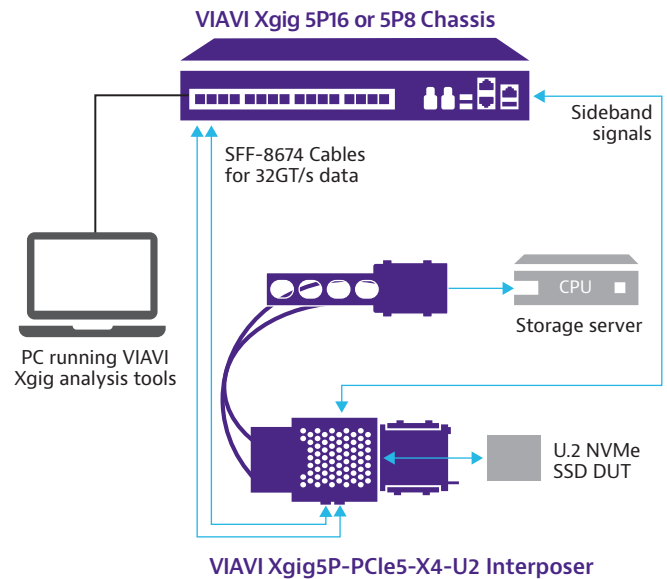 VIAVI Xgig 5P16 or 5P8 Chassis
Sideband
signals
SFF-8674 Cables
for 32GT/s data
CPU
Storage server
PC running VIAVI
Xgig analysis tools
U.2 NVMe
SSD DUT
VIAVI Xgig5P-PCIe5-X4-U2 Interposer